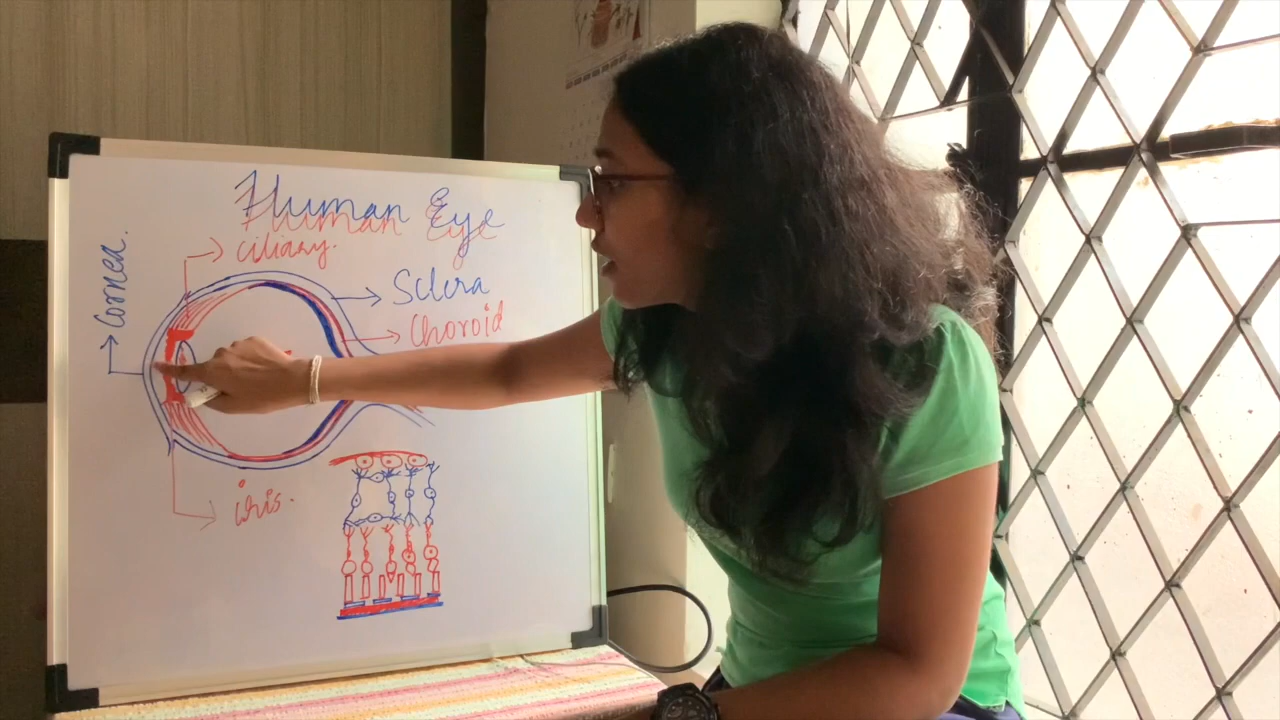 Human Eye
ciliary.
Cornea.
Sclera
Choroid
iris.